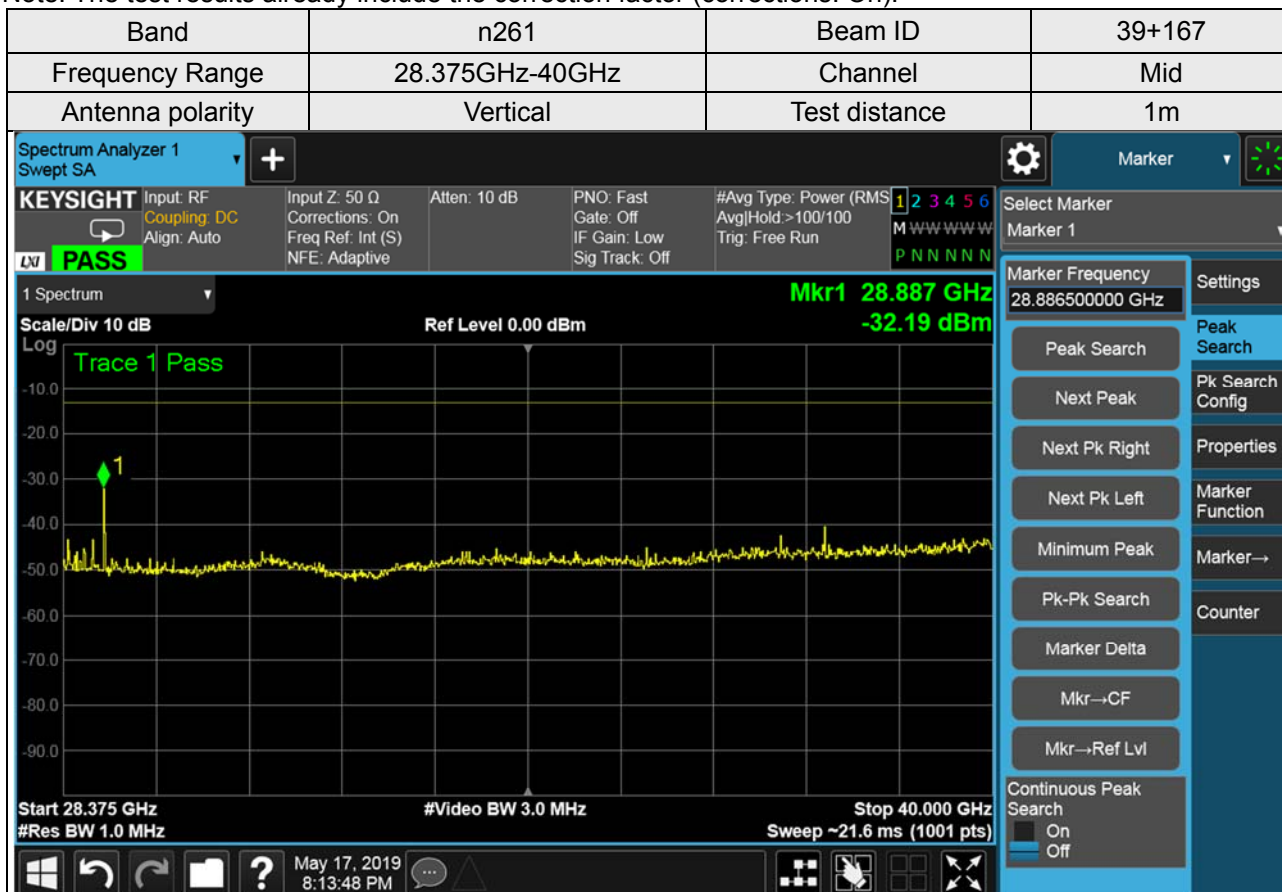 Note: The test results already include the correction factor (corrections: On).
Band n261 Beam ID 39+167
Frequency Range 28.375GHz-40GHz Channel Mid
Antenna polarity Vertical Test distance 1m
Spectrum Analyzer 1
Swept SA
+
Marker
KEYSIGHT
LXI PASS
Input: RF
Coupling: DC
Align: Auto
Input Z: 50 Ω
Corrections: On
Freq Ref: Int (S)
NFE: Adaptive
Atten: 10 dB
PNO: Fast
Gate: Off
IF Gain: Low
Sig Track: Off
#Avg Type: Power (RMS
Avg|Hold:>100/100
Trig: Free Run
1 2 3 4 5 6
M W W W W W
P N N N N N
Select Marker
Marker 1
1 Spectrum
Scale/Div 10 dB
Ref Level 0.00 dBm
Mkr1 28.887 GHz
-32.19 dBm
Log
Trace 1 Pass
-10.0
-20.0
1
-30.0
-40.0
-50.0
-60.0
-70.0
-80.0
-90.0
Start 28.375 GHz
#Video BW 3.0 MHz
Stop 40.000 GHz
#Res BW 1.0 MHz
Sweep ~21.6 ms (1001 pts)
Marker Frequency
28.886500000 GHz
Peak Search
Next Peak
Next Pk Right
Next Pk Left
Minimum Peak
Pk-Pk Search
Marker Delta
Mkr→CF
Mkr→Ref Lvl
Continuous Peak
Search
On
Off
Settings
Peak
Search
Pk Search
Config
Properties
Marker
Function
Marker→
Counter
?
May 17, 2019
8:13:48 PM